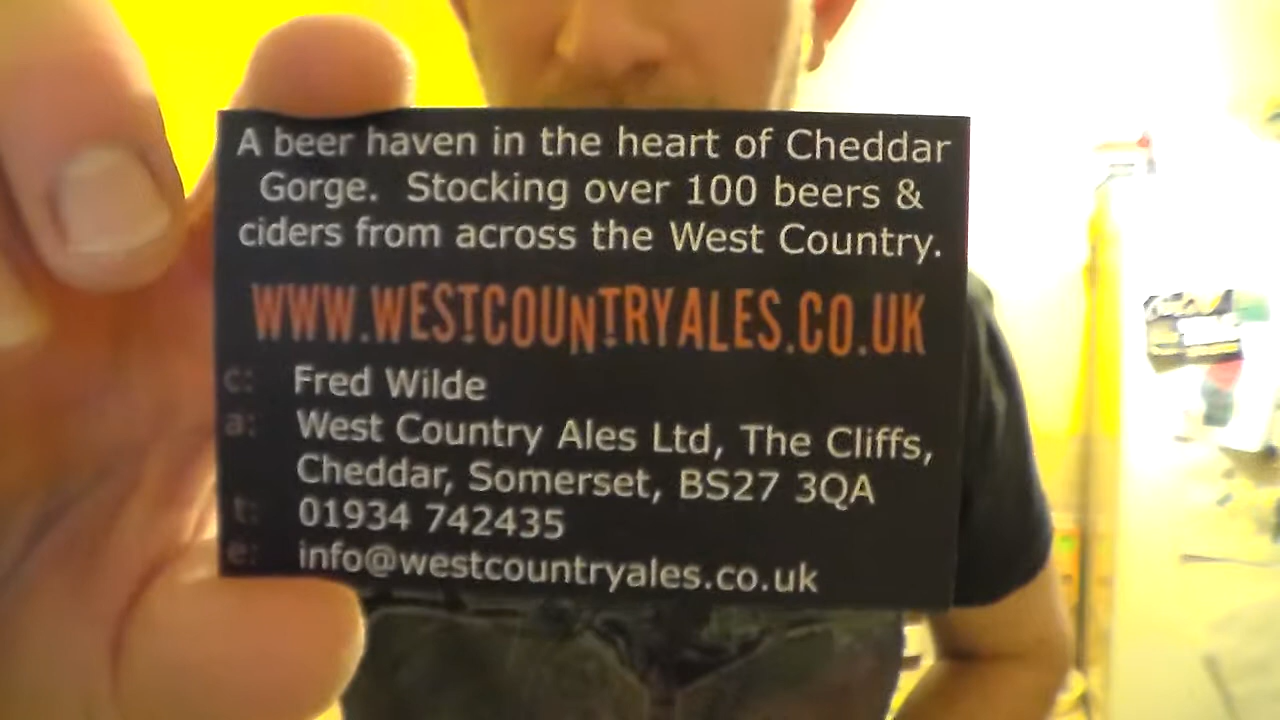 A beer haven in the heart of Cheddar
Gorge. Stocking over 100 beers &
ciders from across the West Country.
WWW.WESTCOUNTRYALES.CO.UK
c: Fred Wilde
a: West Country Ales Ltd, The Cliffs,
Cheddar, Somerset, BS27 3QA
t: 01934 742435
e: info@westcountryales.co.uk